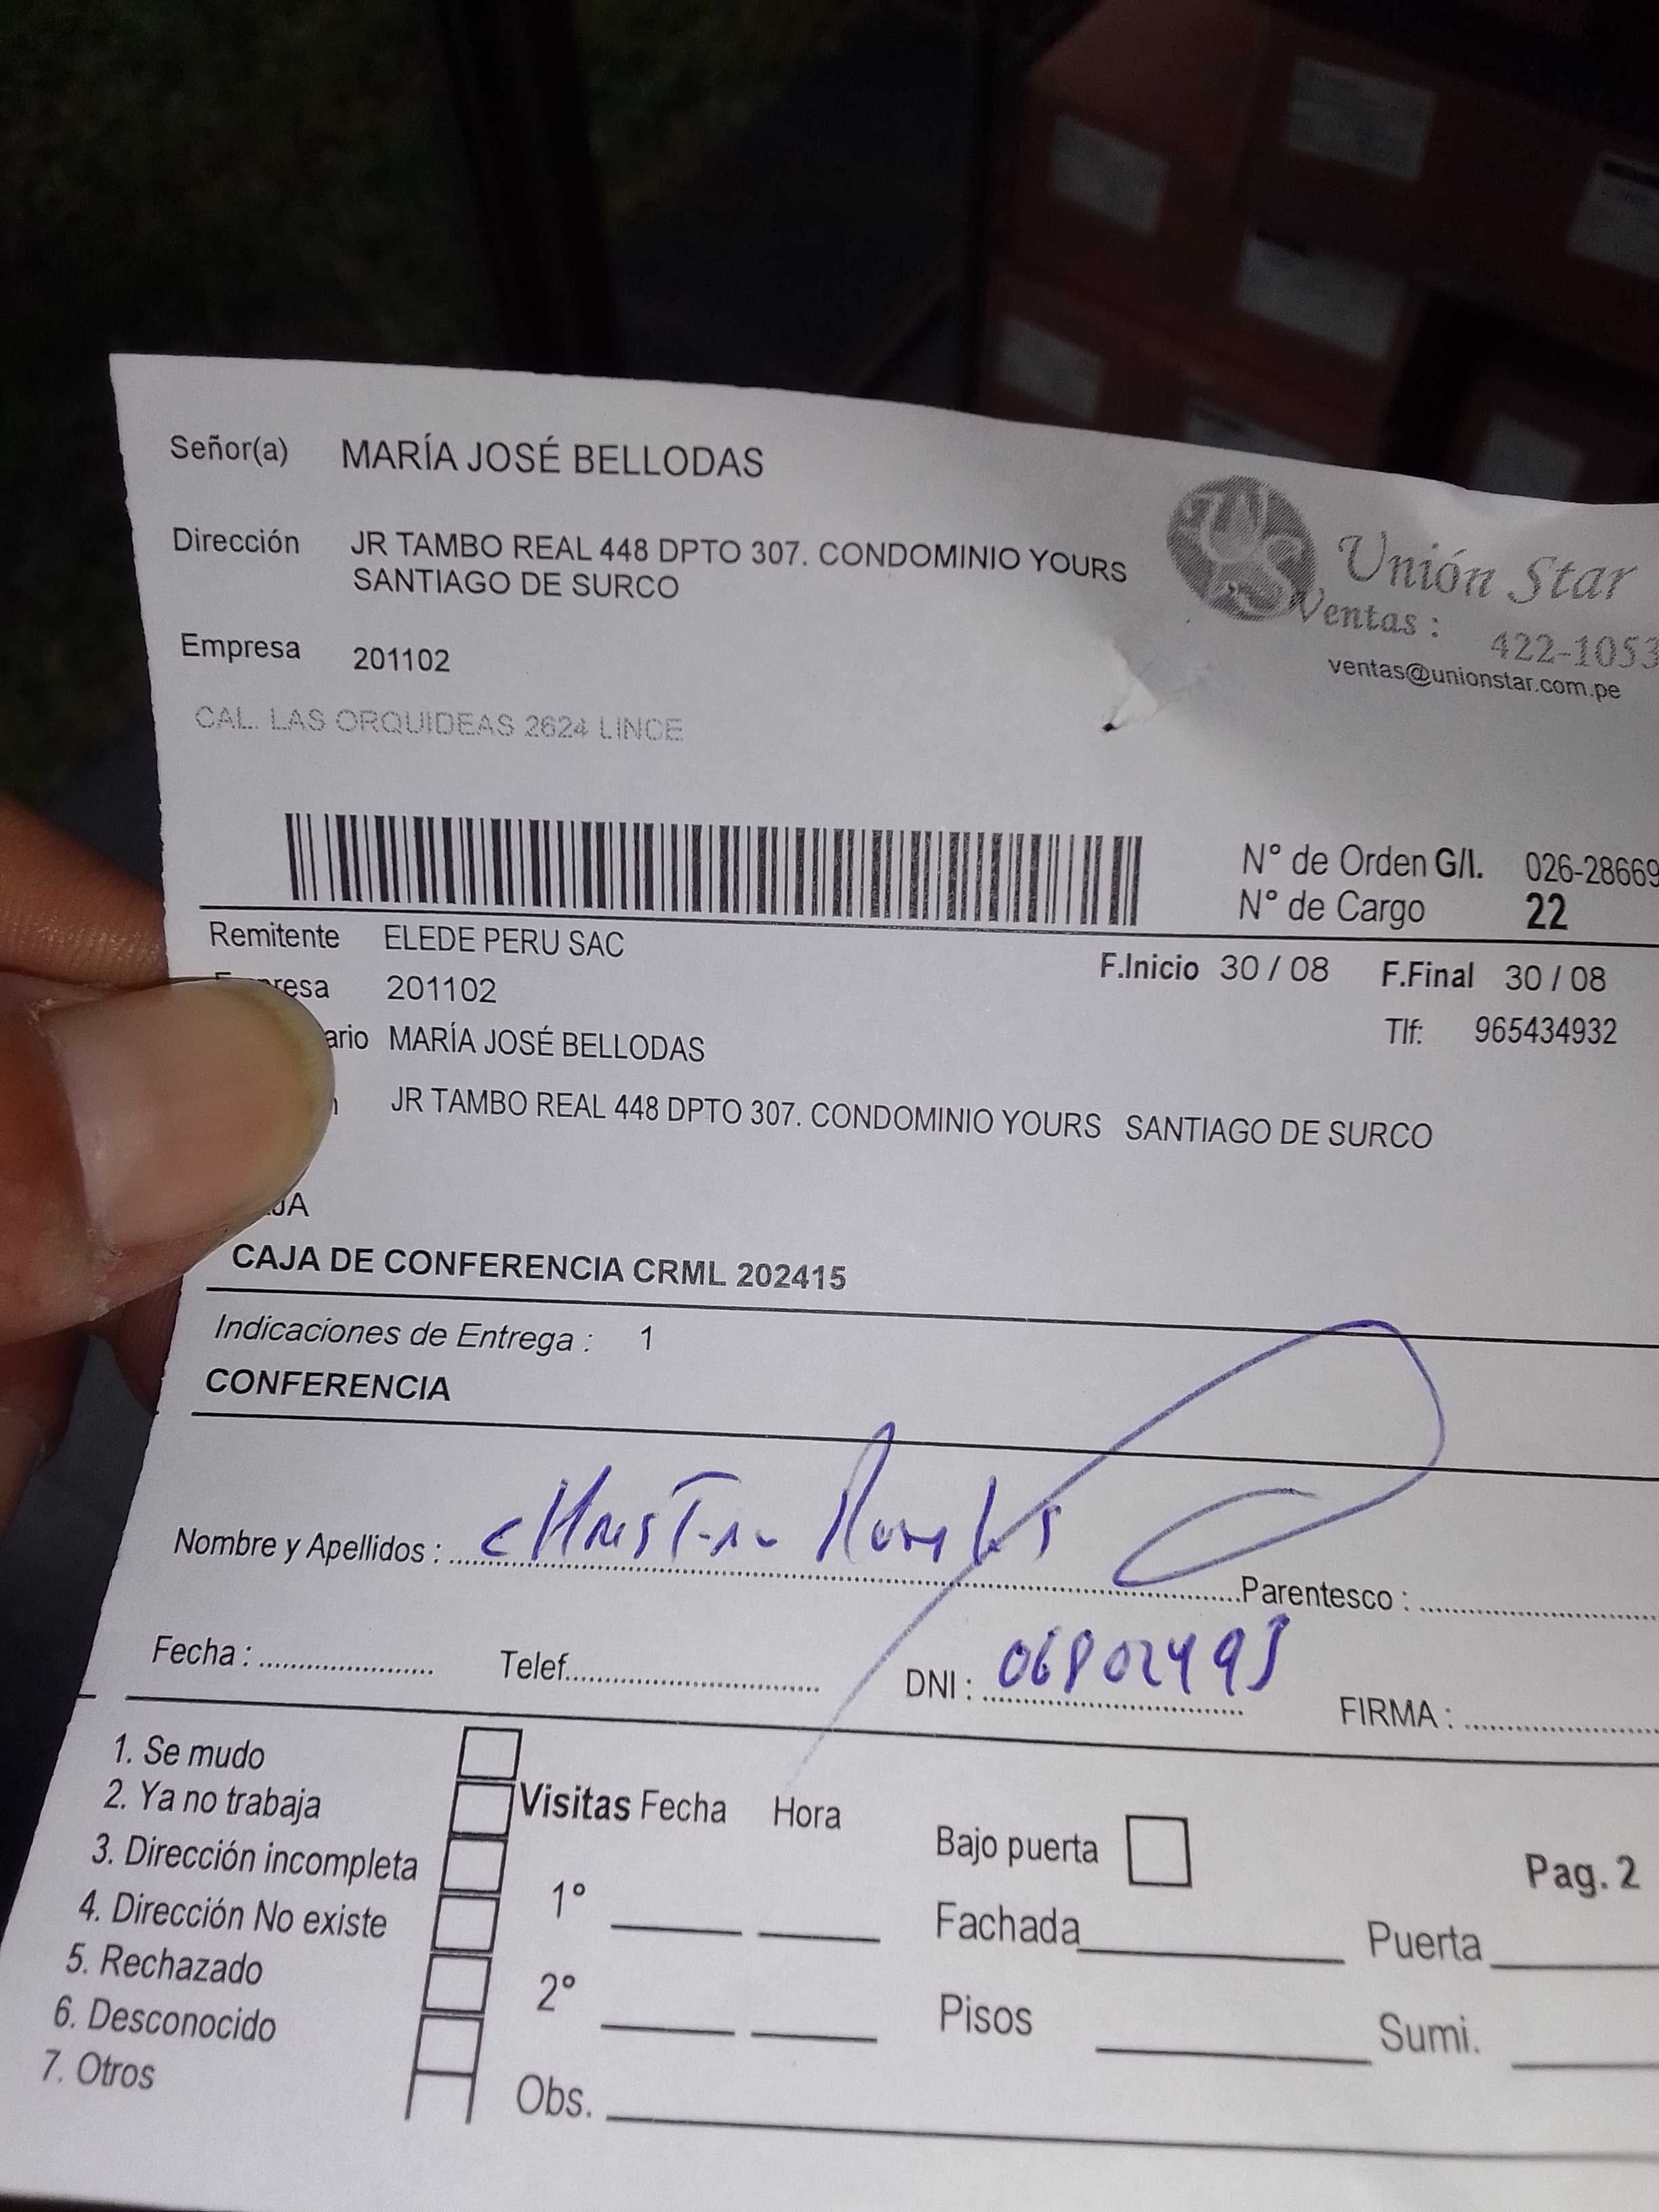 Señor(a) MARÍA JOSÉ BELLODAS
Dirección JR TAMBO REAL 448 DPTO 307. CONDOMINIO YOURS
SANTIAGO DE SURCO
Unión Star
Ventas : 422-1053
ventas@unionstar.com.pe
Empresa 201102
CAL. LAS ORQUIDEAS 2624 LINCE
N° de Orden G/I. 026-28669
N° de Cargo 22
Remitente ELEDE PERU SAC
F.Inicio 30 / 08 F.Final 30 / 08
resa 201102
Tlf: 965434932
ario MARÍA JOSÉ BELLODAS
JR TAMBO REAL 448 DPTO 307. CONDOMINIO YOURS SANTIAGO DE SURCO
JA
CAJA DE CONFERENCIA CRML 202415
Indicaciones de Entrega : 1
CONFERENCIA
Nombre y Apellidos : Parentesco :
Fecha : Telef. DNI : FIRMA :
1. Se mudo
2. Ya no trabaja
3. Dirección incompleta
4. Dirección No existe
5. Rechazado
6. Desconocido
7. Otros
Visitas Fecha Hora
1°
2°
Obs.
Bajo puerta
Pag. 2
Fachada Puerta
Pisos Sumi.